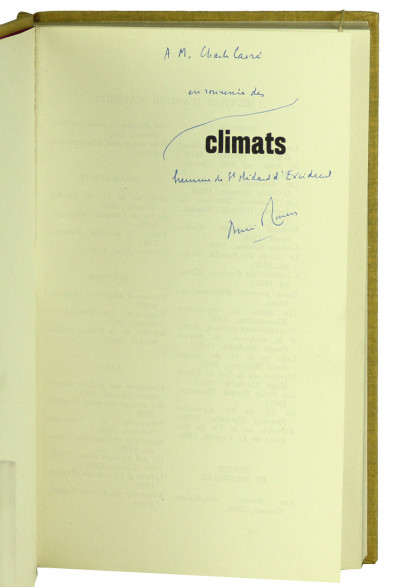 A M. Charles Carré
en souvenir des
climats
heureux de St Médard d'Excideuil
André Maurois